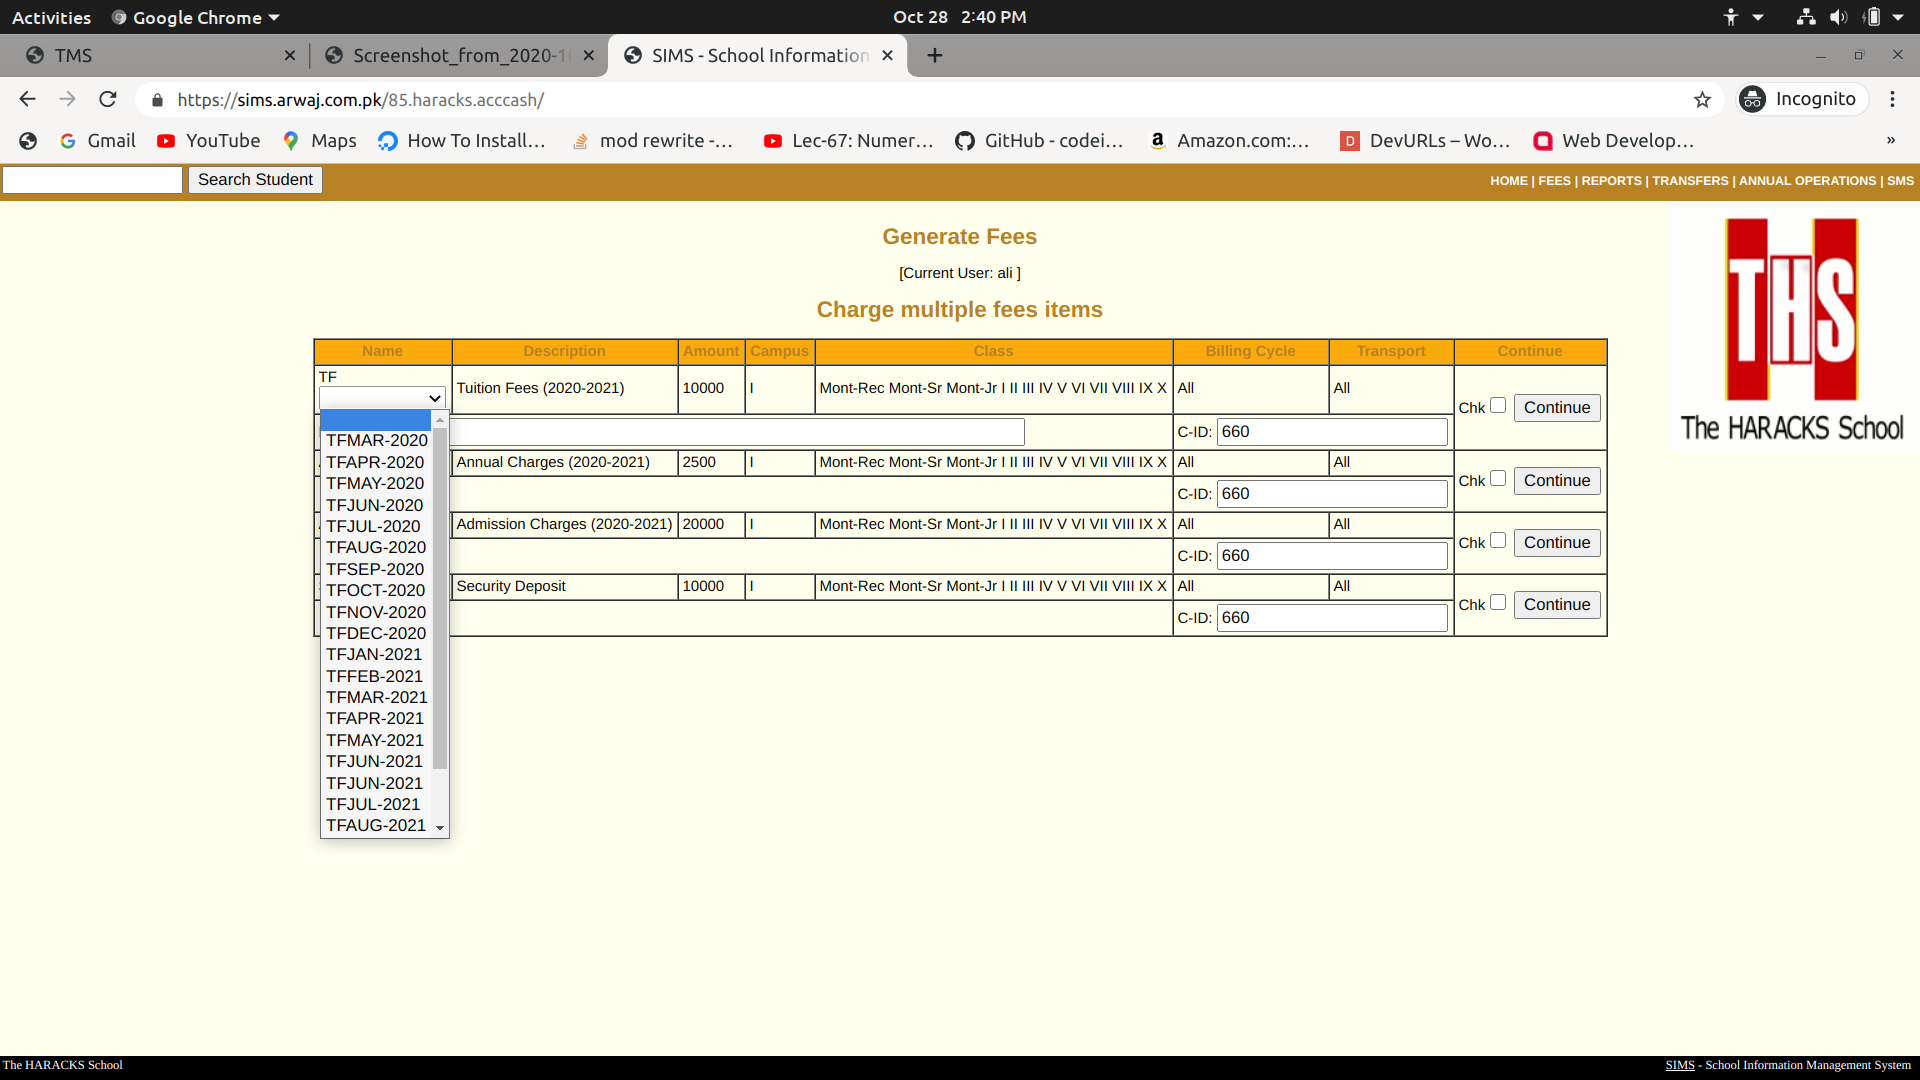 Activities Google Chrome Oct 28 2:40 PM
TMS Screenshot_from_2020-1 SIMS - School Information
https://sims.arwaj.com.pk/85.haracks.acccash/ Incognito
Gmail YouTube Maps How To Install... mod rewrite -... Lec-67: Numer... GitHub - codei... Amazon.com:... DevURLs – Wo... Web Develop... »
Search Student HOME | FEES | REPORTS | TRANSFERS | ANNUAL OPERATIONS | SMS
Generate Fees
[Current User: ali ]
Charge multiple fees items
THS
The HARACKS School
Name Description Amount Campus Class Billing Cycle Transport Continue
TF Tuition Fees (2020-2021) 10000 I Mont-Rec Mont-Sr Mont-Jr I II III IV V VI VII VIII IX X All All Chk Continue
C-ID: 660
Annual Charges (2020-2021) 2500 I Mont-Rec Mont-Sr Mont-Jr I II III IV V VI VII VIII IX X All All Chk Continue
C-ID: 660
Admission Charges (2020-2021) 20000 I Mont-Rec Mont-Sr Mont-Jr I II III IV V VI VII VIII IX X All All Chk Continue
C-ID: 660
Security Deposit 10000 I Mont-Rec Mont-Sr Mont-Jr I II III IV V VI VII VIII IX X All All Chk Continue
C-ID: 660
TFMAR-2020
TFAPR-2020
TFMAY-2020
TFJUN-2020
TFJUL-2020
TFAUG-2020
TFSEP-2020
TFOCT-2020
TFNOV-2020
TFDEC-2020
TFJAN-2021
TFFEB-2021
TFMAR-2021
TFAPR-2021
TFMAY-2021
TFJUN-2021
TFJUN-2021
TFJUL-2021
TFAUG-2021
The HARACKS School SIMS - School Information Management System